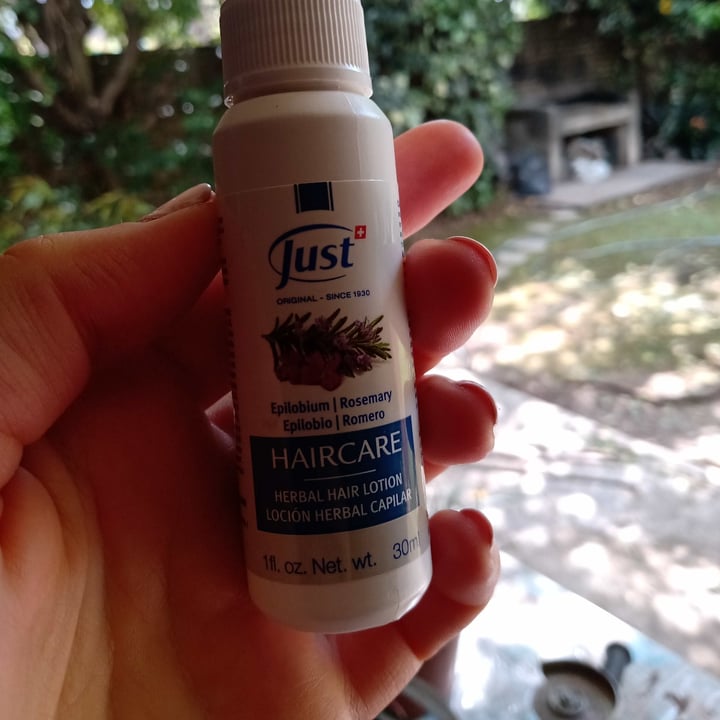 Just
ORIGINAL - SINCE 1930
Epilobium | Rosemary
Epilobio | Romero
HAIRCARE
HERBAL HAIR LOTION
LOCIÓN HERBAL CAPILAR
1fl. oz. Net. wt. 30ml